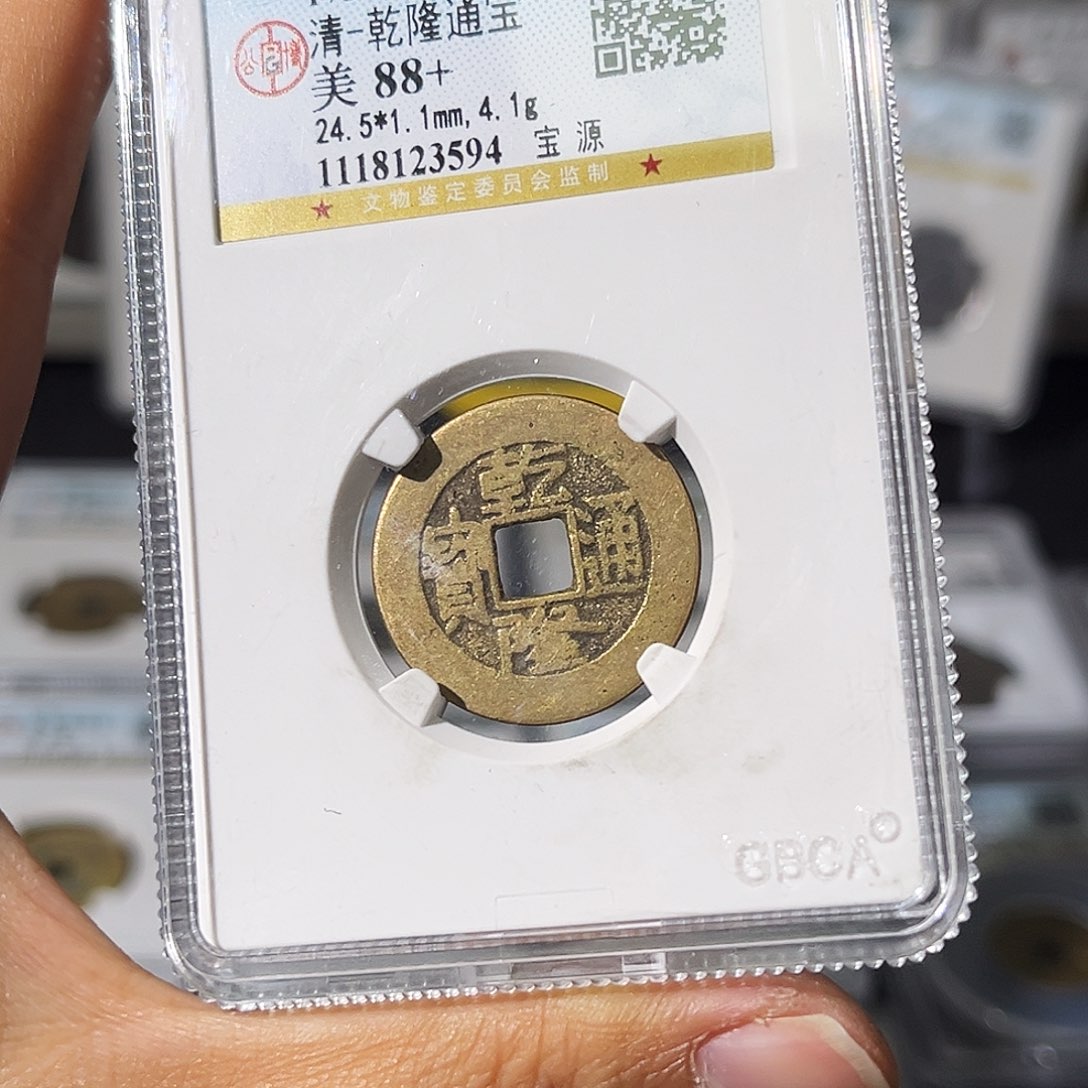 清-乾隆通宝
美 88+
24.5*1.1mm, 4.1g
1118123594 宝 源
★ 文物鉴定委员会监制 ★
乾隆通寳
GBCA